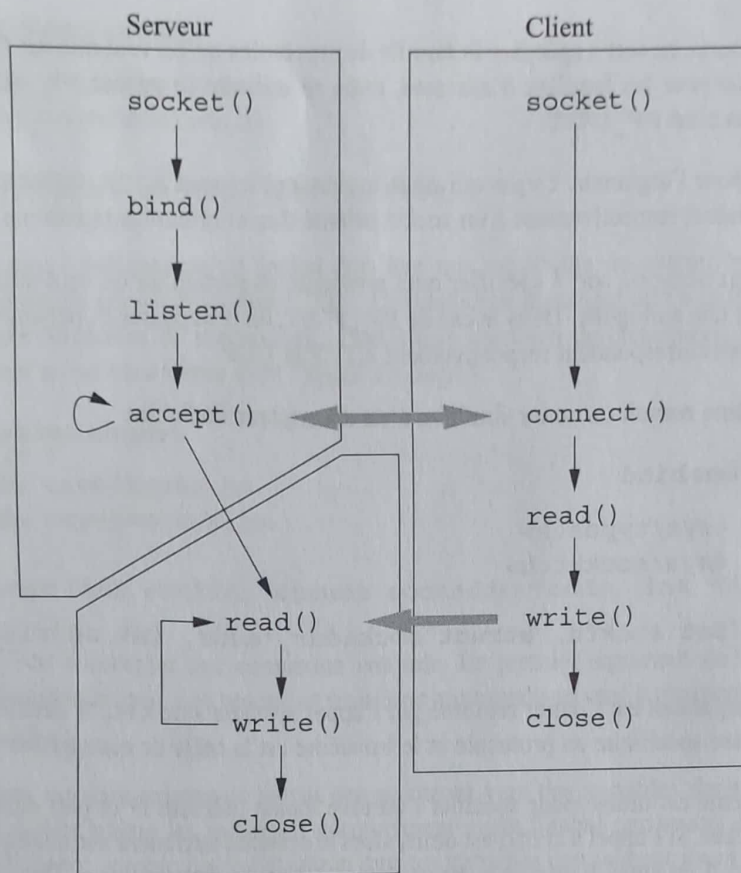 Serveur
Client
socket()
socket()
bind()
listen()
accept()
connect()
read()
read()
write()
write()
close()
close()